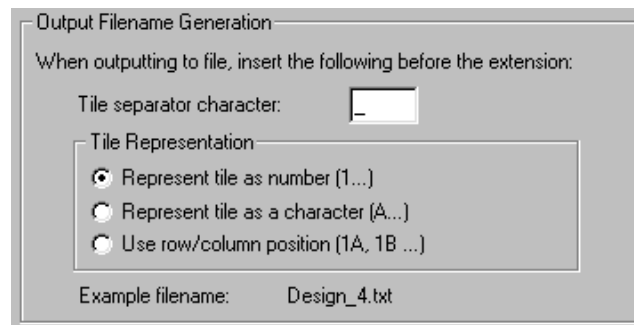 Output Filename Generation
When outputting to file, insert the following before the extension:
Tile separator character: _
Tile Representation
Represent tile as number (1...)
Represent tile as a character (A...)
Use row/column position (1A, 1B ...)
Example filename: Design_4.txt